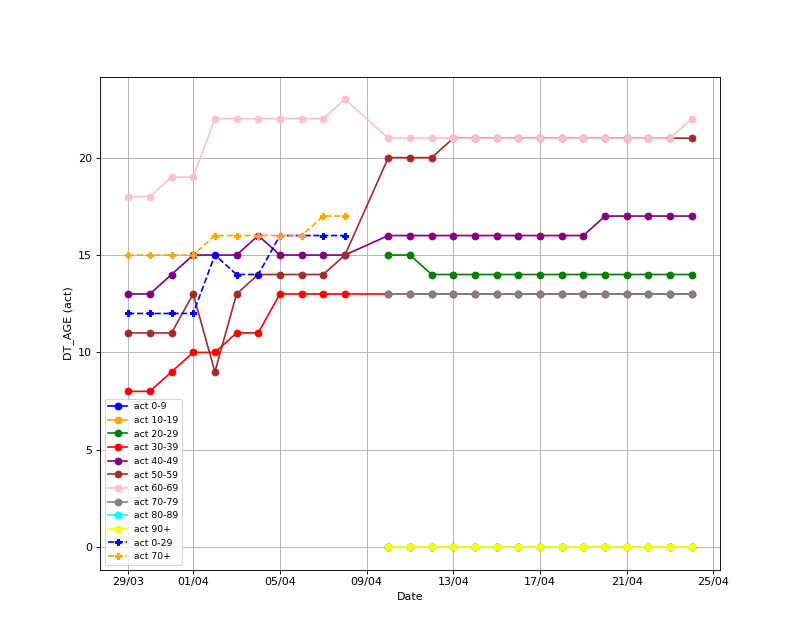 20
15
10
5
0
DT_AGE (act)
act 0-9
act 10-19
act 20-29
act 30-39
act 40-49
act 50-59
act 60-69
act 70-79
act 80-89
act 90+
act 0-29
act 70+
29/03 01/04 05/04 09/04 13/04 17/04 21/04 25/04
Date